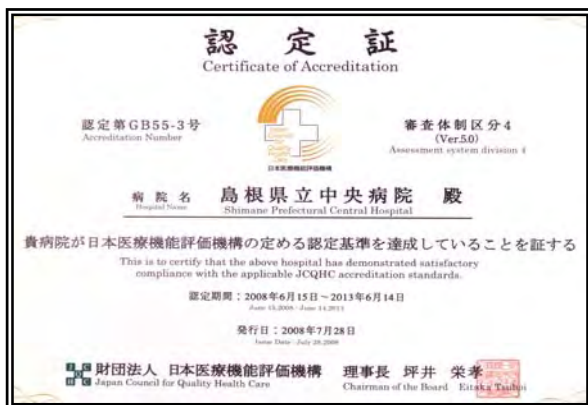 認定証
Certificate of Accreditation
認定第GB55-3号
Accreditation Number
審査体制区分4
(Ver.5.0)
Assessment system division 4
日本医療機能評価機構
病院名 島根県立中央病院 殿
Hospital Name Shimane Prefectural Central Hospital
貴病院が日本医療機能評価機構の定める認定基準を達成していることを証する
This is to certify that the above hospital has demonstrated satisfactory
compliance with the applicable JCQHC accreditation standards.
認定期間：2008年6月15日～2013年6月14日
June 15,2008 - June 14,2013
発行日：2008年7月28日
Issue Date : July 28,2008
財団法人 日本医療機能評価機構 理事長 坪井 栄孝
Japan Council for Quality Health Care Chairman of the Board Eitaka Tsuboi